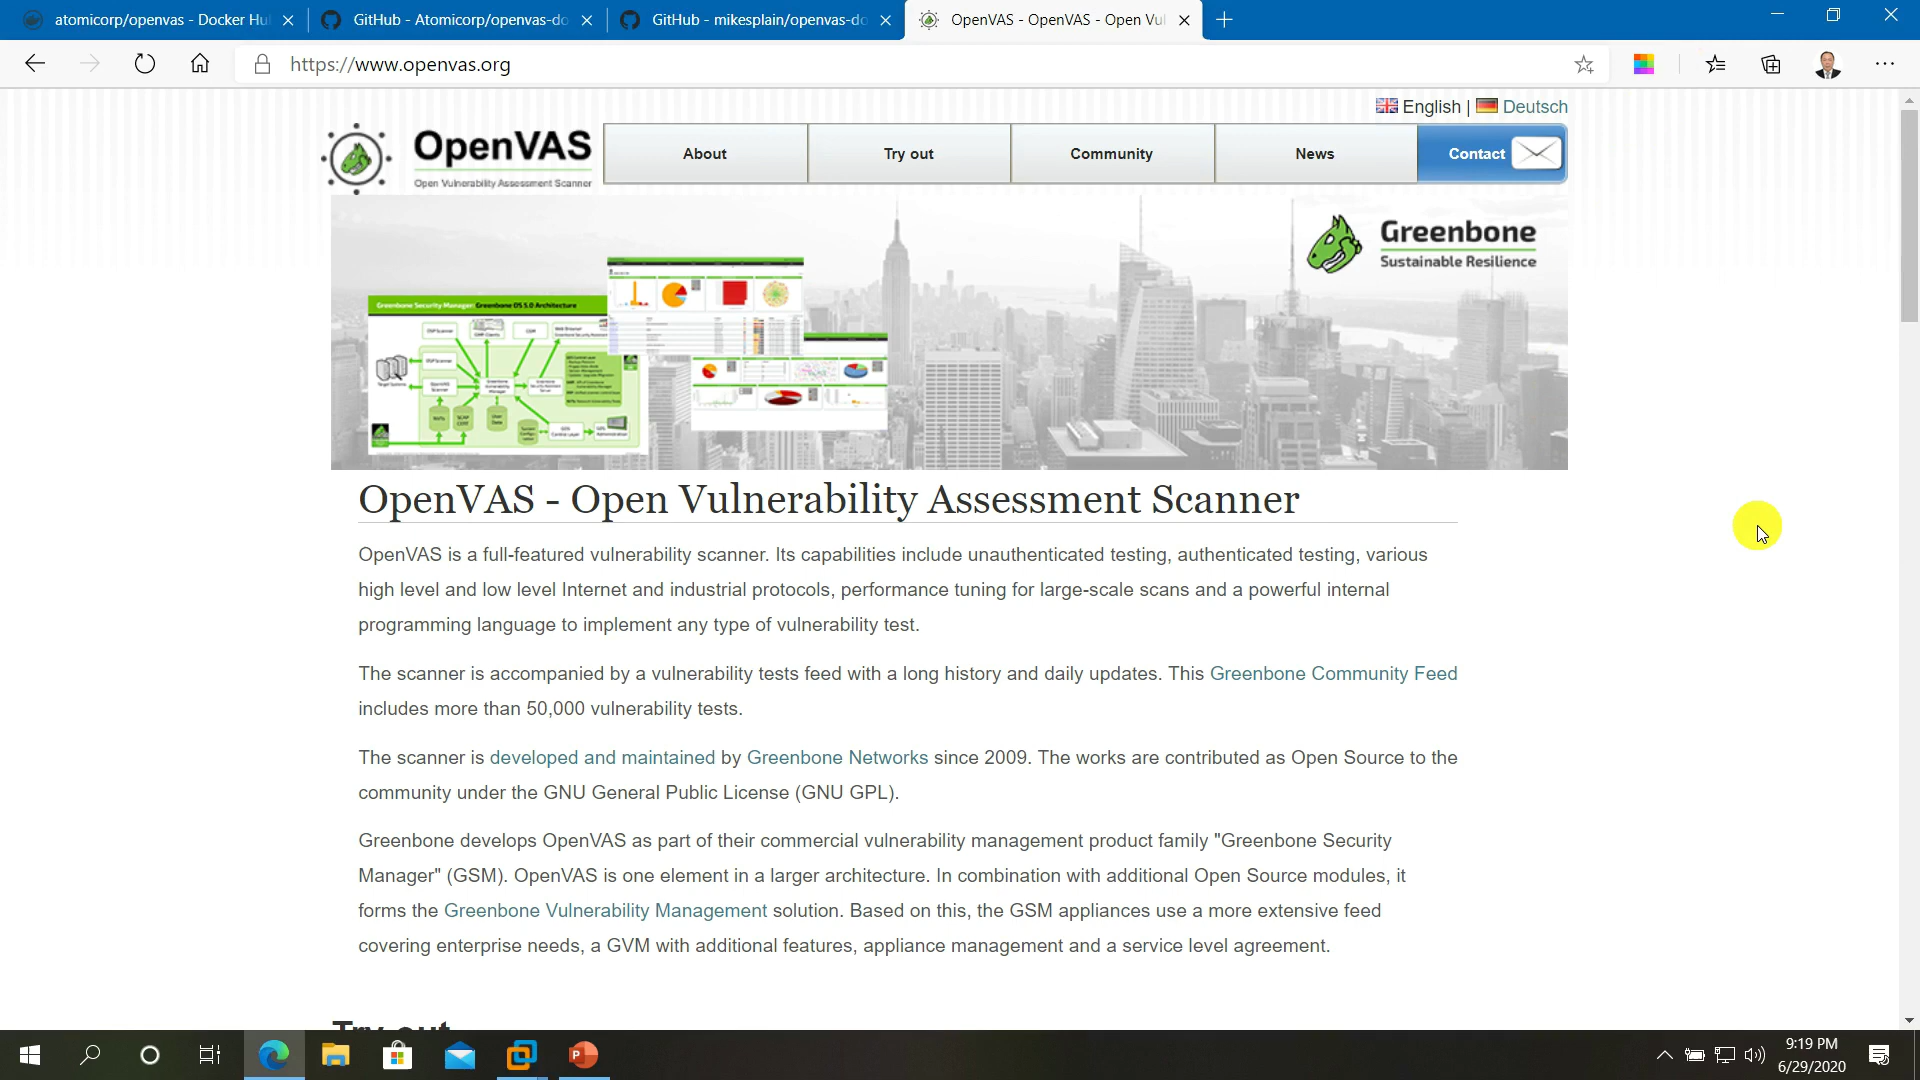 atomicorp/openvas - Docker Hu
GitHub - Atomicorp/openvas-do
GitHub - mikesplain/openvas-do
OpenVAS - OpenVAS - Open Vul
https://www.openvas.org
English | Deutsch
OpenVAS
Open Vulnerability Assessment Scanner
About
Try out
Community
News
Contact
Greenbone
Sustainable Resilience
Greenbone Security Manager: Greenbone OS 5.0 Architecture
OpenVAS - Open Vulnerability Assessment Scanner
OpenVAS is a full-featured vulnerability scanner. Its capabilities include unauthenticated testing, authenticated testing, various
high level and low level Internet and industrial protocols, performance tuning for large-scale scans and a powerful internal
programming language to implement any type of vulnerability test.
The scanner is accompanied by a vulnerability tests feed with a long history and daily updates. This Greenbone Community Feed
includes more than 50,000 vulnerability tests.
The scanner is developed and maintained by Greenbone Networks since 2009. The works are contributed as Open Source to the
community under the GNU General Public License (GNU GPL).
Greenbone develops OpenVAS as part of their commercial vulnerability management product family "Greenbone Security
Manager" (GSM). OpenVAS is one element in a larger architecture. In combination with additional Open Source modules, it
forms the Greenbone Vulnerability Management solution. Based on this, the GSM appliances use a more extensive feed
covering enterprise needs, a GVM with additional features, appliance management and a service level agreement.
Try out
9:19 PM
6/29/2020